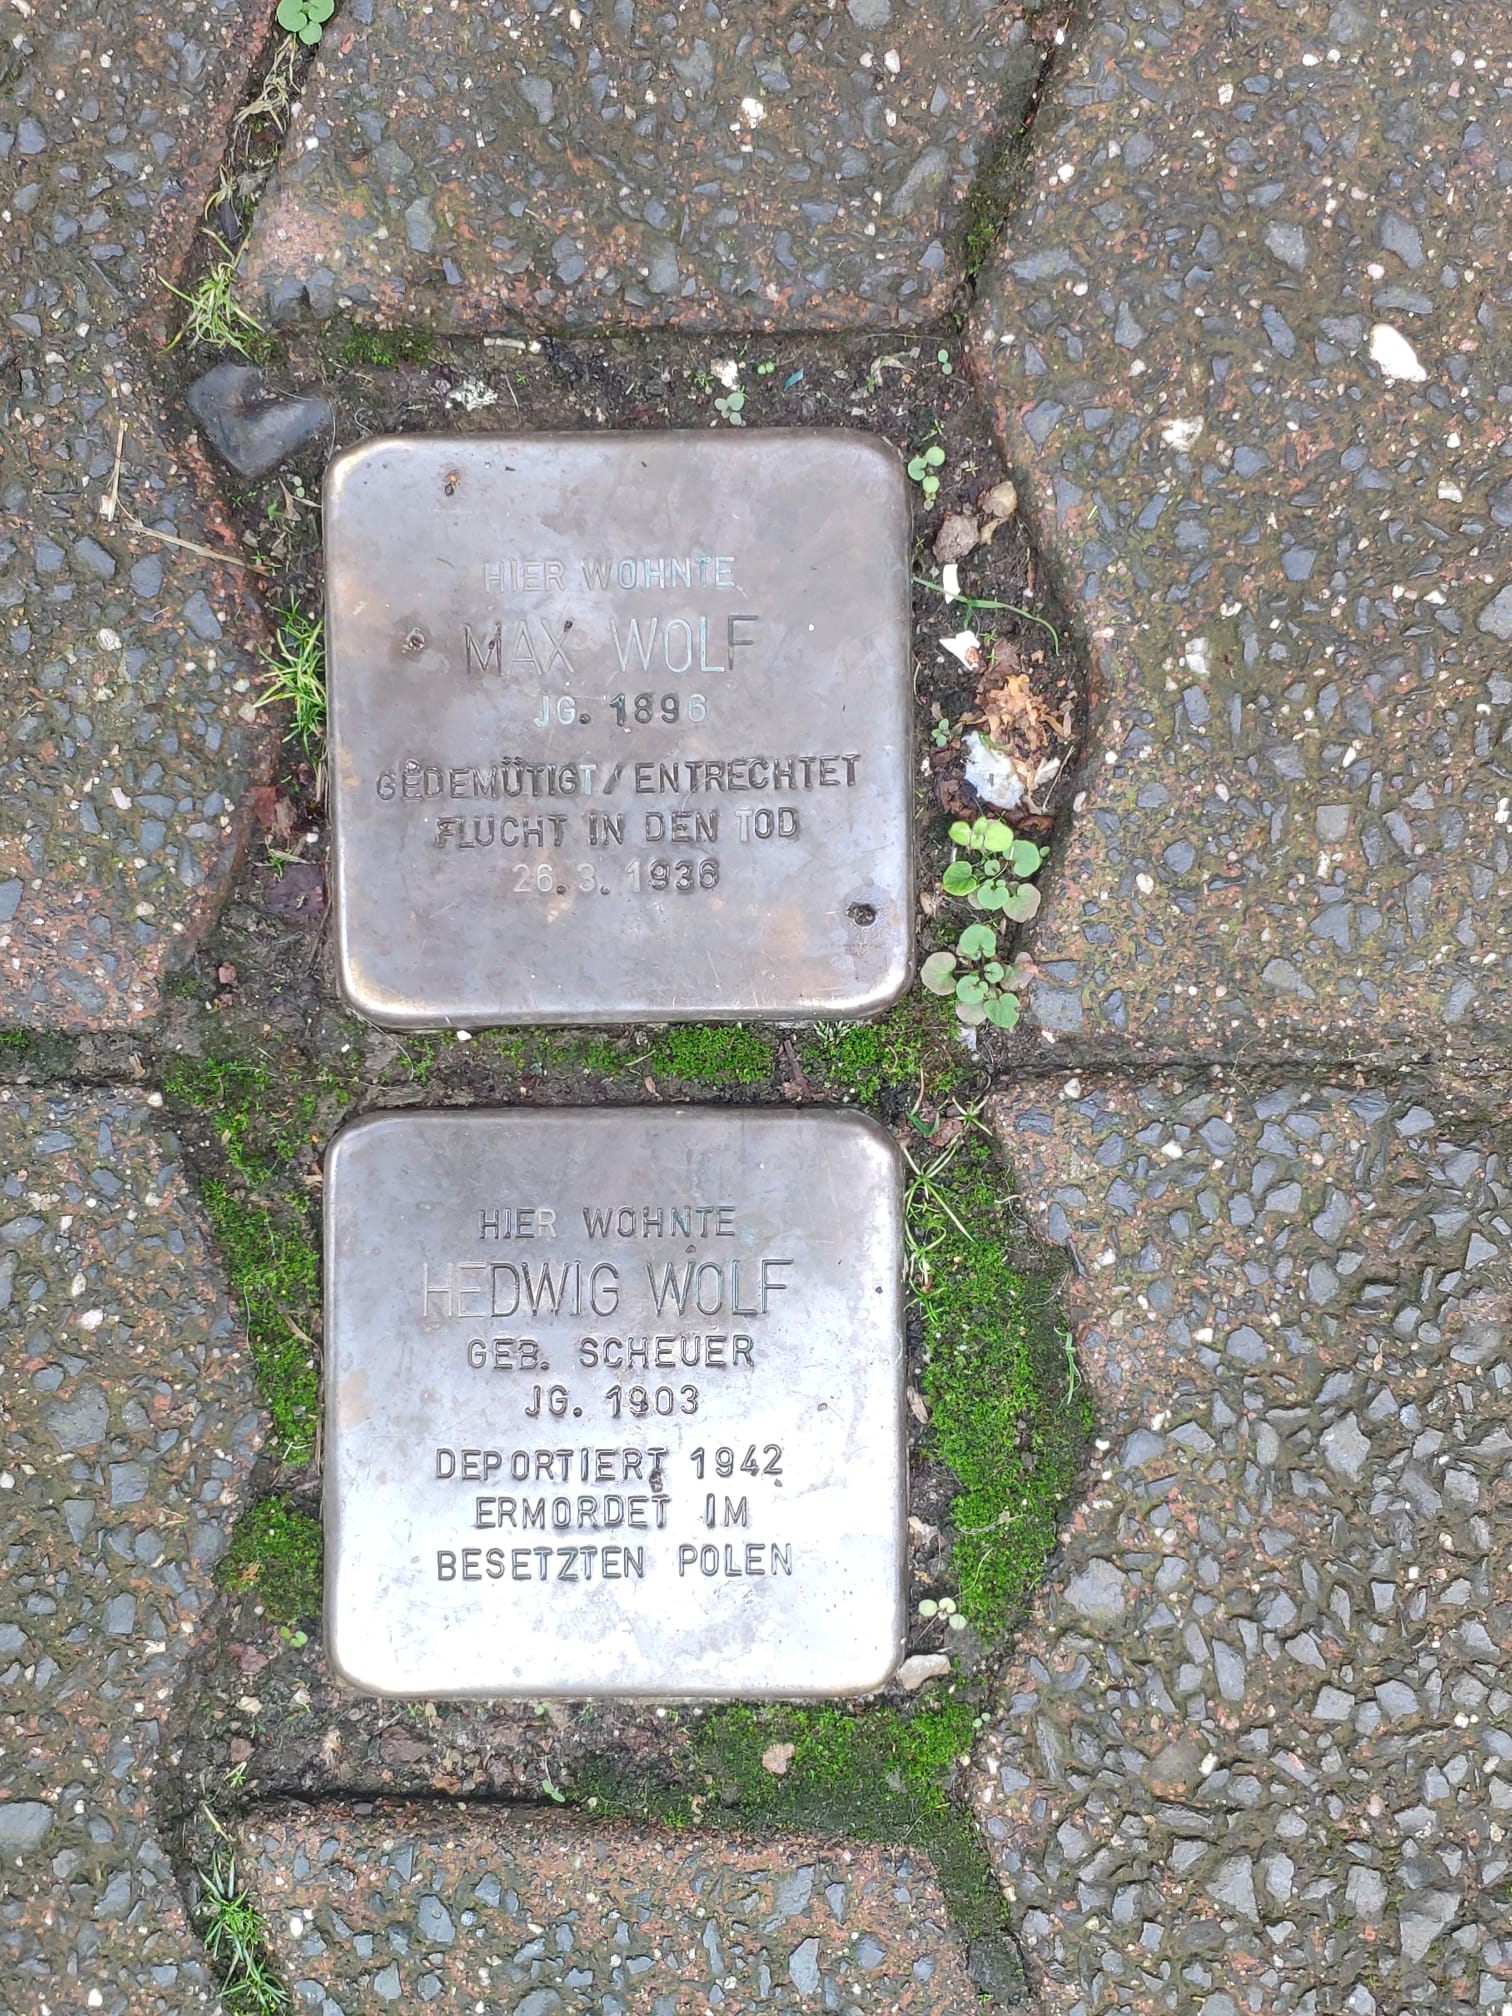 HIER WOHNTE
MAX WOLF
JG. 1896
GEDEMÜTIGT/ENTRECHTET
FLUCHT IN DEN TOD
26.3.1936
HIER WOHNTE
HEDWIG WOLF
GEB. SCHEUER
JG. 1903
DEPORTIERT 1942
ERMORDET IM
BESETZTEN POLEN